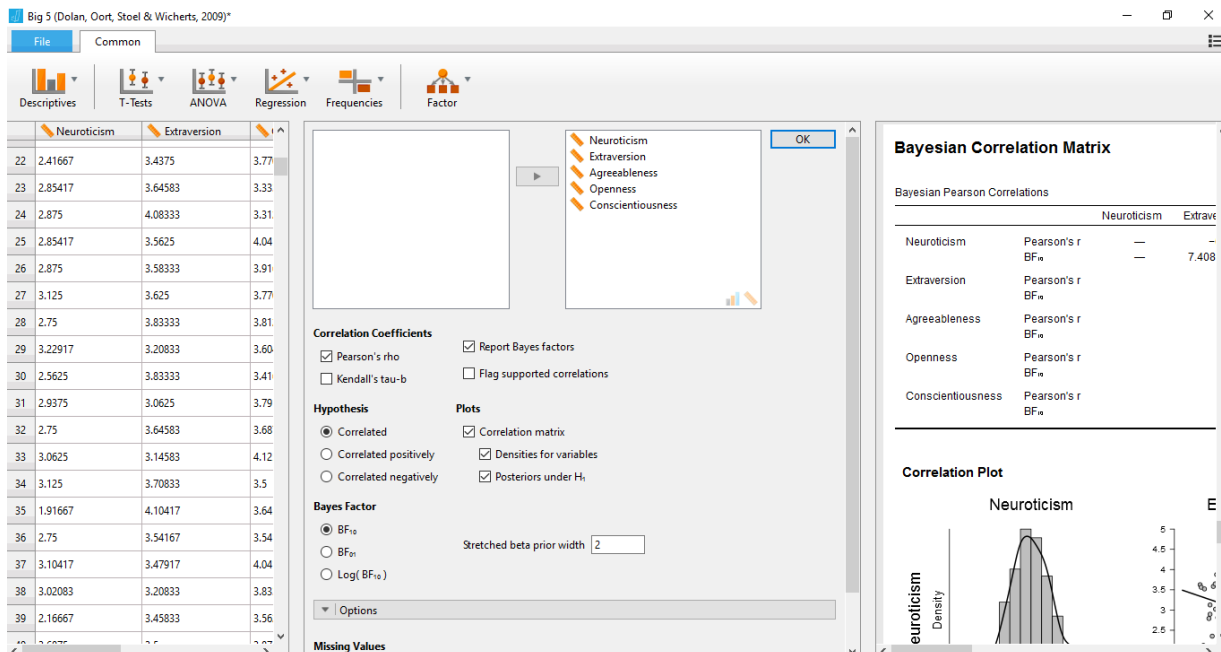 Big 5 (Dolan, Oort, Stoel & Wicherts, 2009)*
File Common
Descriptives T-Tests ANOVA Regression Frequencies Factor
Neuroticism Extraversion
22 2.41667 3.4375
23 2.85417 3.64583
24 2.875 4.08333
25 2.85417 3.5625
26 2.875 3.58333
27 3.125 3.625
28 2.75 3.83333
29 3.22917 3.20833
30 2.5625 3.83333
31 2.9375 3.0625
32 2.75 3.64583
33 3.0625 3.14583
34 3.125 3.70833 3.5
35 1.91667 4.10417
36 2.75 3.54167
37 3.10417 3.47917
38 3.02083 3.20833
39 2.16667 3.45833
Neuroticism
Extraversion
Agreeableness
Openness
Conscientiousness
OK
Correlation Coefficients
Pearson's rho
Kendall's tau-b
Report Bayes factors
Flag supported correlations
Hypothesis
Correlated
Correlated positively
Correlated negatively
Plots
Correlation matrix
Densities for variables
Posteriors under H₁
Bayes Factor
BF₁₀
BF₀₁
Log( BF₁₀ )
Stretched beta prior width 2
Options
Missing Values
Bayesian Correlation Matrix
Bayesian Pearson Correlations
Neuroticism Extrave
Neuroticism Pearson's r —
BF₁₀ — 7.408
Extraversion Pearson's r
BF₁₀
Agreeableness Pearson's r
BF₁₀
Openness Pearson's r
BF₁₀
Conscientiousness Pearson's r
BF₁₀
Correlation Plot
Neuroticism E
euroticism
Density
5
4.5
4
3.5
3
2.5